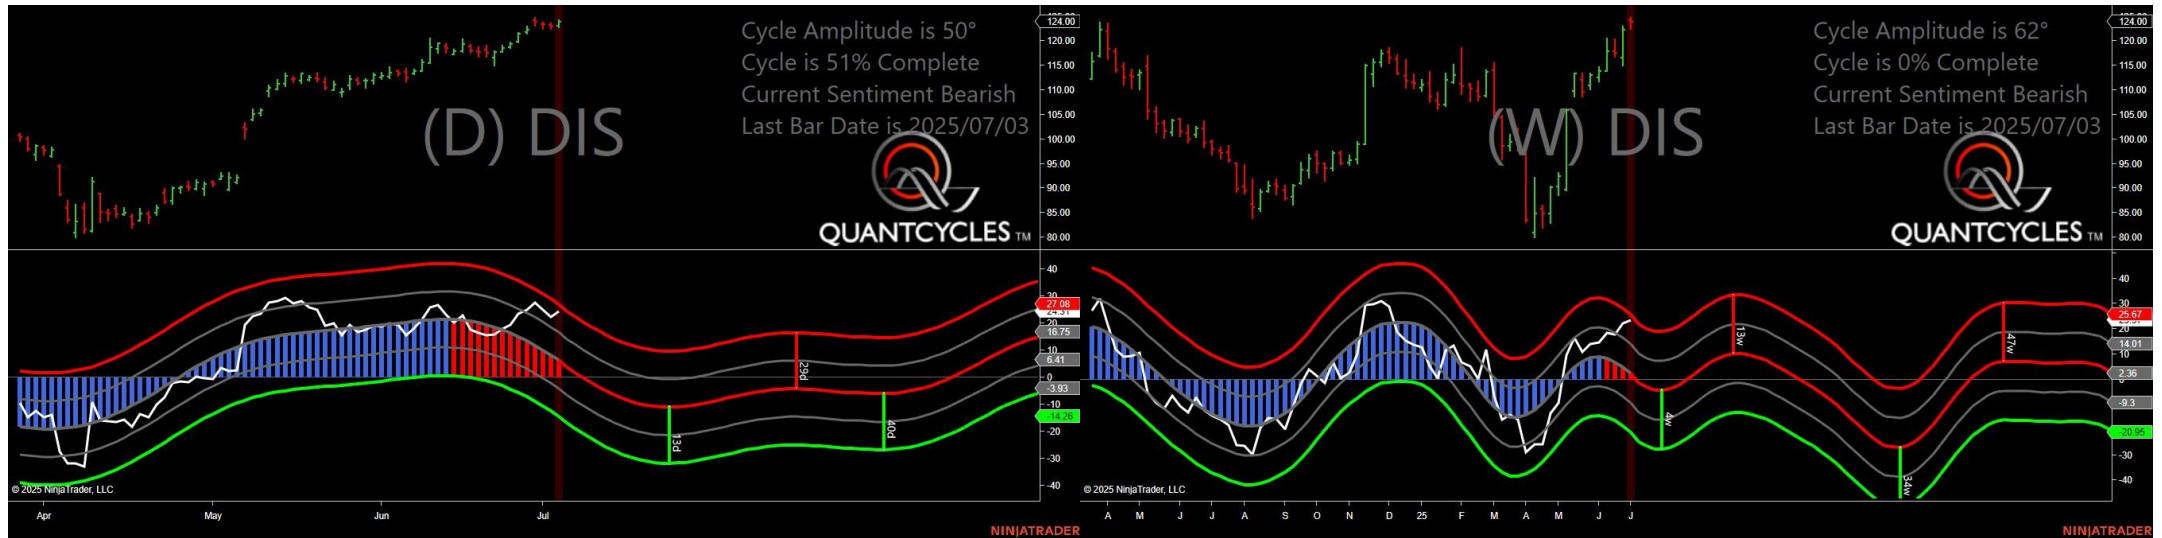 Cycle Amplitude is 50°
Cycle is 51% Complete
Current Sentiment Bearish
Last Bar Date is 2025/07/03
(D) DIS
QUANTCYCLES TM
124.00
120.00
115.00
110.00
105.00
100.00
95.00
90.00
85.00
80.00
40
30
27.08
20
16.75
10
6.41
0
-3.93
-10
-14.26
-20
-30
-40
13d
29d
40d
© 2025 NinjaTrader, LLC
Apr May Jun Jul
NINJATRADER
Cycle Amplitude is 62°
Cycle is 0% Complete
Current Sentiment Bearish
Last Bar Date is 2025/07/03
(W) DIS
QUANTCYCLES TM
124.00
120.00
115.00
110.00
105.00
100.00
95.00
90.00
85.00
80.00
40
30
25.67
20
14.01
10
2.36
-9.3
-20.95
-30
-40
4w
13w
34w
47w
© 2025 NinjaTrader, LLC
A M J J A S O N D 25 F M A M J J
NINJATRADER